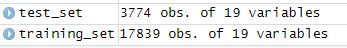 test_set 3774 obs. of 19 variables
training_set 17839 obs. of 19 variables